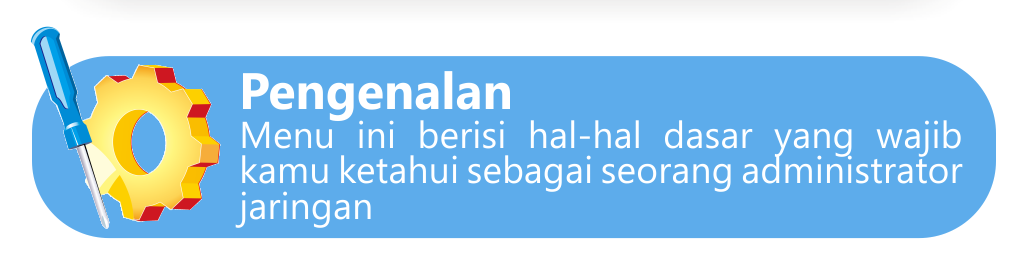 Pengenalan
Menu ini berisi hal-hal dasar yang wajib
kamu ketahui sebagai seorang administrator
jaringan